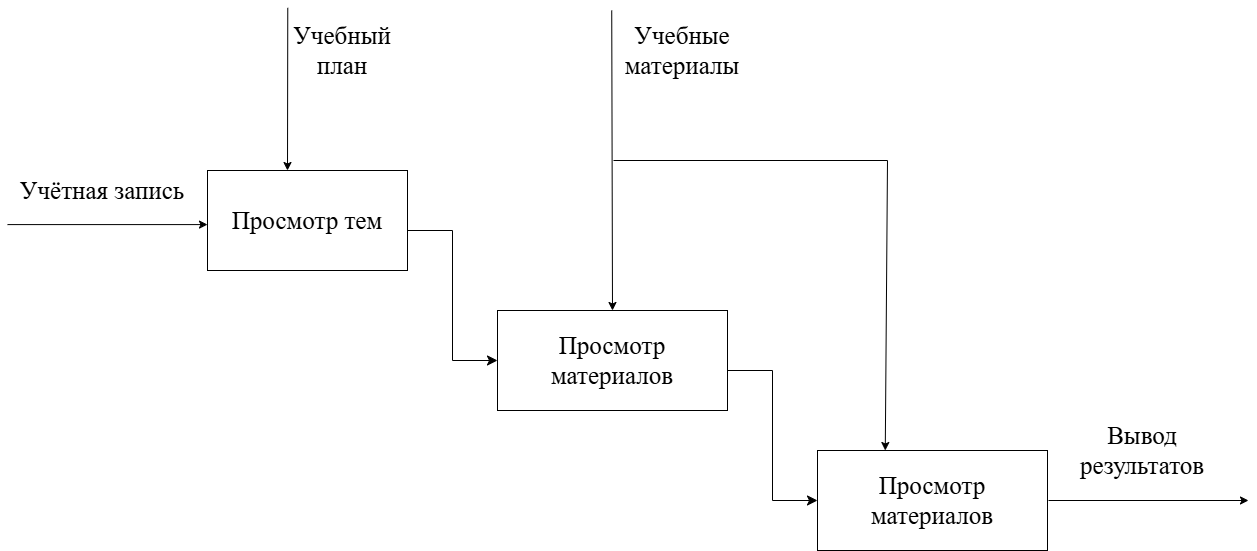 Учебный
план
Учебные
материалы
Учётная запись
Просмотр тем
Просмотр
материалов
Вывод
результатов
Просмотр
материалов